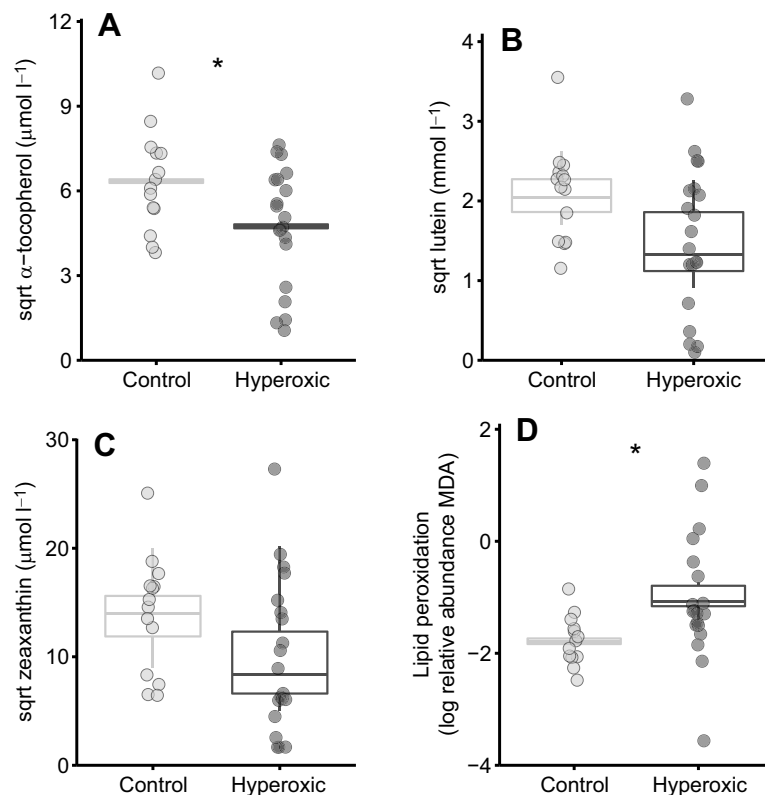 A
12
9
6
3
0
sqrt α−tocopherol (μmol l⁻¹)
*
Control
Hyperoxic
B
4
3
2
1
0
sqrt lutein (mmol l⁻¹)
Control
Hyperoxic
C
30
20
10
0
sqrt zeaxanthin (μmol l⁻¹)
Control
Hyperoxic
D
2
0
−2
−4
Lipid peroxidation
(log relative abundance MDA)
*
Control
Hyperoxic